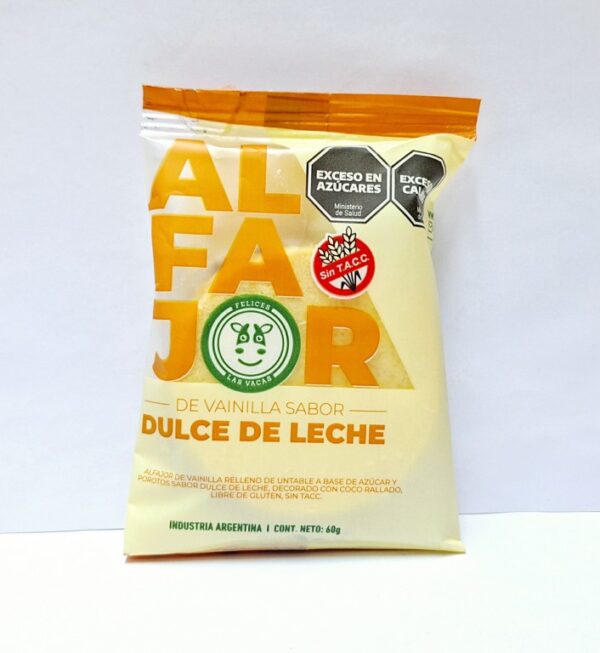 AL
FA
JOR
EXCESO EN
AZÚCARES
Ministerio
de Salud
EXCESO
Sin T.A.C.C.
FELICES
LAS VACAS
DE VAINILLA SABOR
DULCE DE LECHE
ALFAJOR DE VAINILLA RELLENO DE UNTABLE A BASE DE AZÚCAR Y
POROTOS SABOR DULCE DE LECHE, DECORADO CON COCO RALLADO,
LIBRE DE GLUTEN, SIN TACC.
INDUSTRIA ARGENTINA I CONT. NETO: 60g